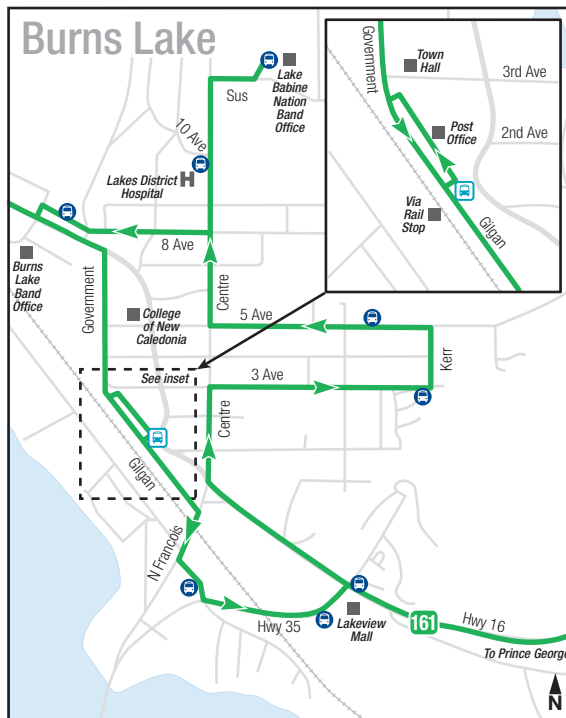 Burns Lake
Lake
Babine
Nation
Band
Office
Sus
10 Ave
Lakes District
Hospital
H
8 Ave
Burns
Lake
Band
Office
Government
College
of New
Caledonia
Centre
5 Ave
Kerr
See inset
3 Ave
Centre
Gilgan
N Francois
Hwy 35
Lakeview
Mall
161
Hwy 16
To Prince George
N
Government
Town
Hall
3rd Ave
Post
Office
2nd Ave
Via
Rail
Stop
Gilgan